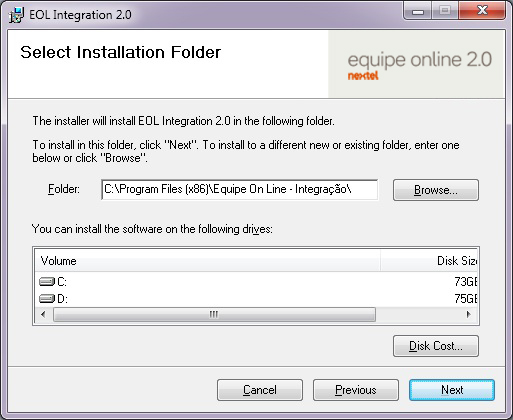 EOL Integration 2.0
Select Installation Folder
equipe online 2.0
nextel
The installer will install EOL Integration 2.0 in the following folder.
To install in this folder, click "Next". To install to a different new or existing folder, enter one
below or click "Browse".
Folder: C:\Program Files (x86)\Equipe On Line - Integração\ Browse...
You can install the software on the following drives:
Volume Disk Size
C: 73GB
D: 75GB
Disk Cost...
Cancel Previous Next